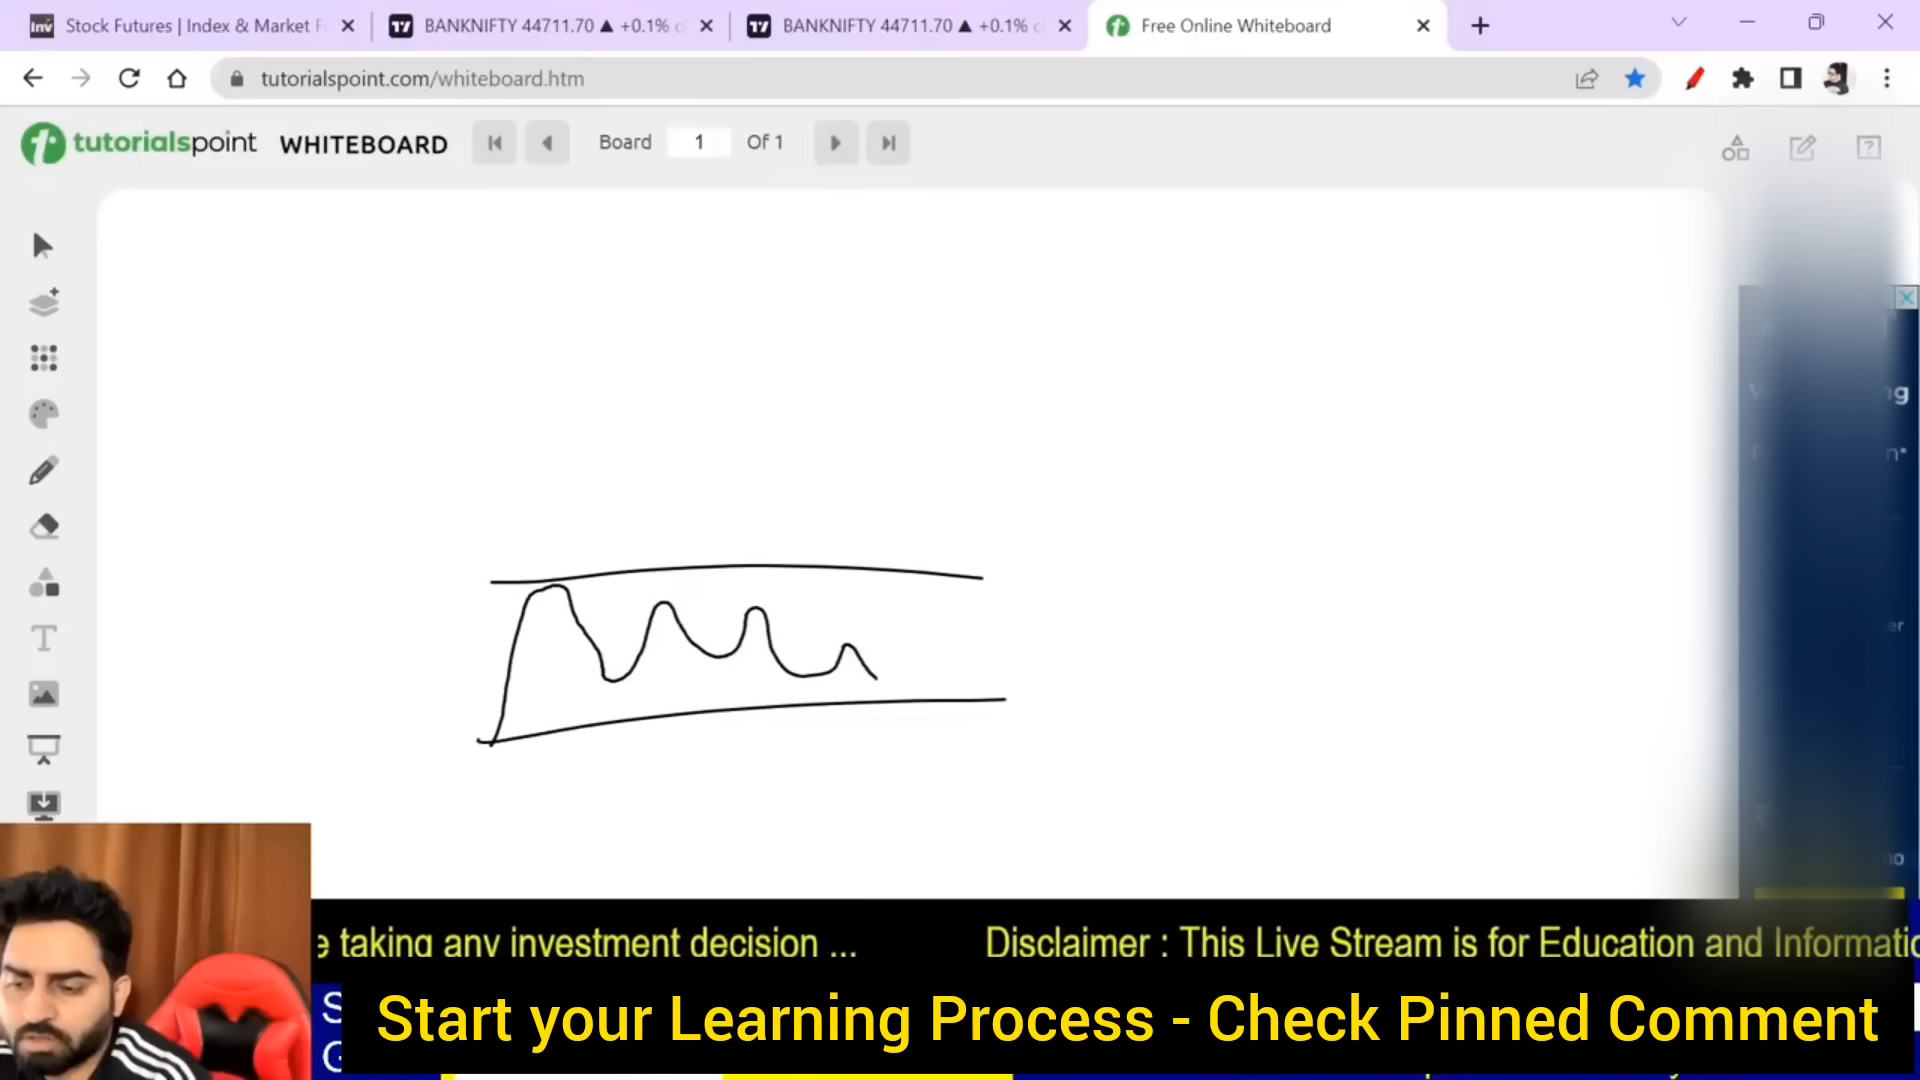 Stock Futures | Index & Market F
BANKNIFTY 44711.70 ▲ +0.1%
BANKNIFTY 44711.70 ▲ +0.1%
Free Online Whiteboard
tutorialspoint.com/whiteboard.htm
tutorialspoint WHITEBOARD Board 1 Of 1
e taking any investment decision ... Disclaimer : This Live Stream is for Education and Informatic
Start your Learning Process - Check Pinned Comment